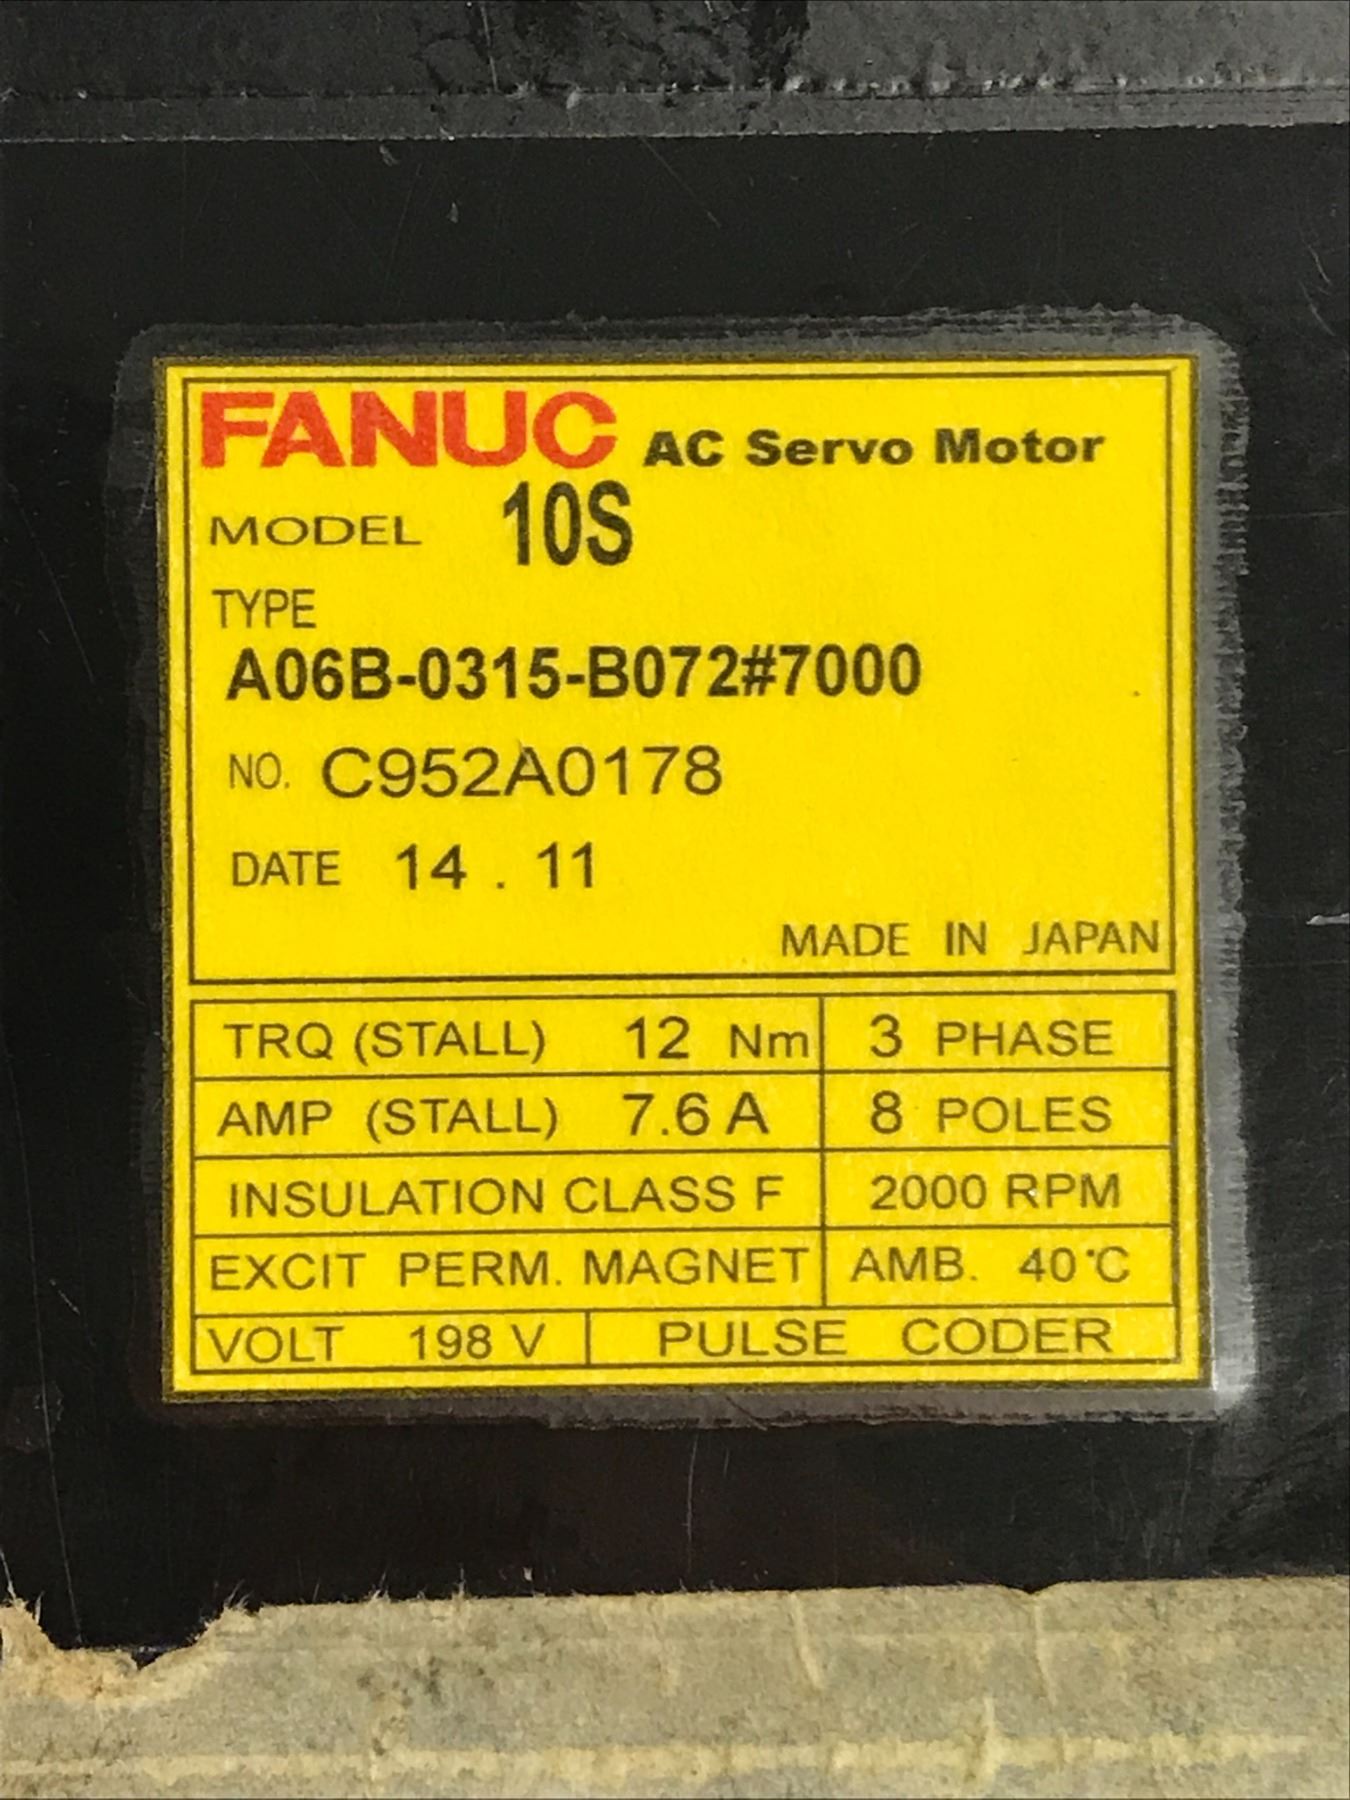 FANUC AC Servo Motor
MODEL 10S
TYPE
A06B-0315-B072#7000
NO. C952A0178
DATE 14 . 11
MADE IN JAPAN
TRQ (STALL) 12 Nm 3 PHASE
AMP (STALL) 7.6 A 8 POLES
INSULATION CLASS F 2000 RPM
EXCIT PERM. MAGNET AMB. 40°C
VOLT 198 V PULSE CODER